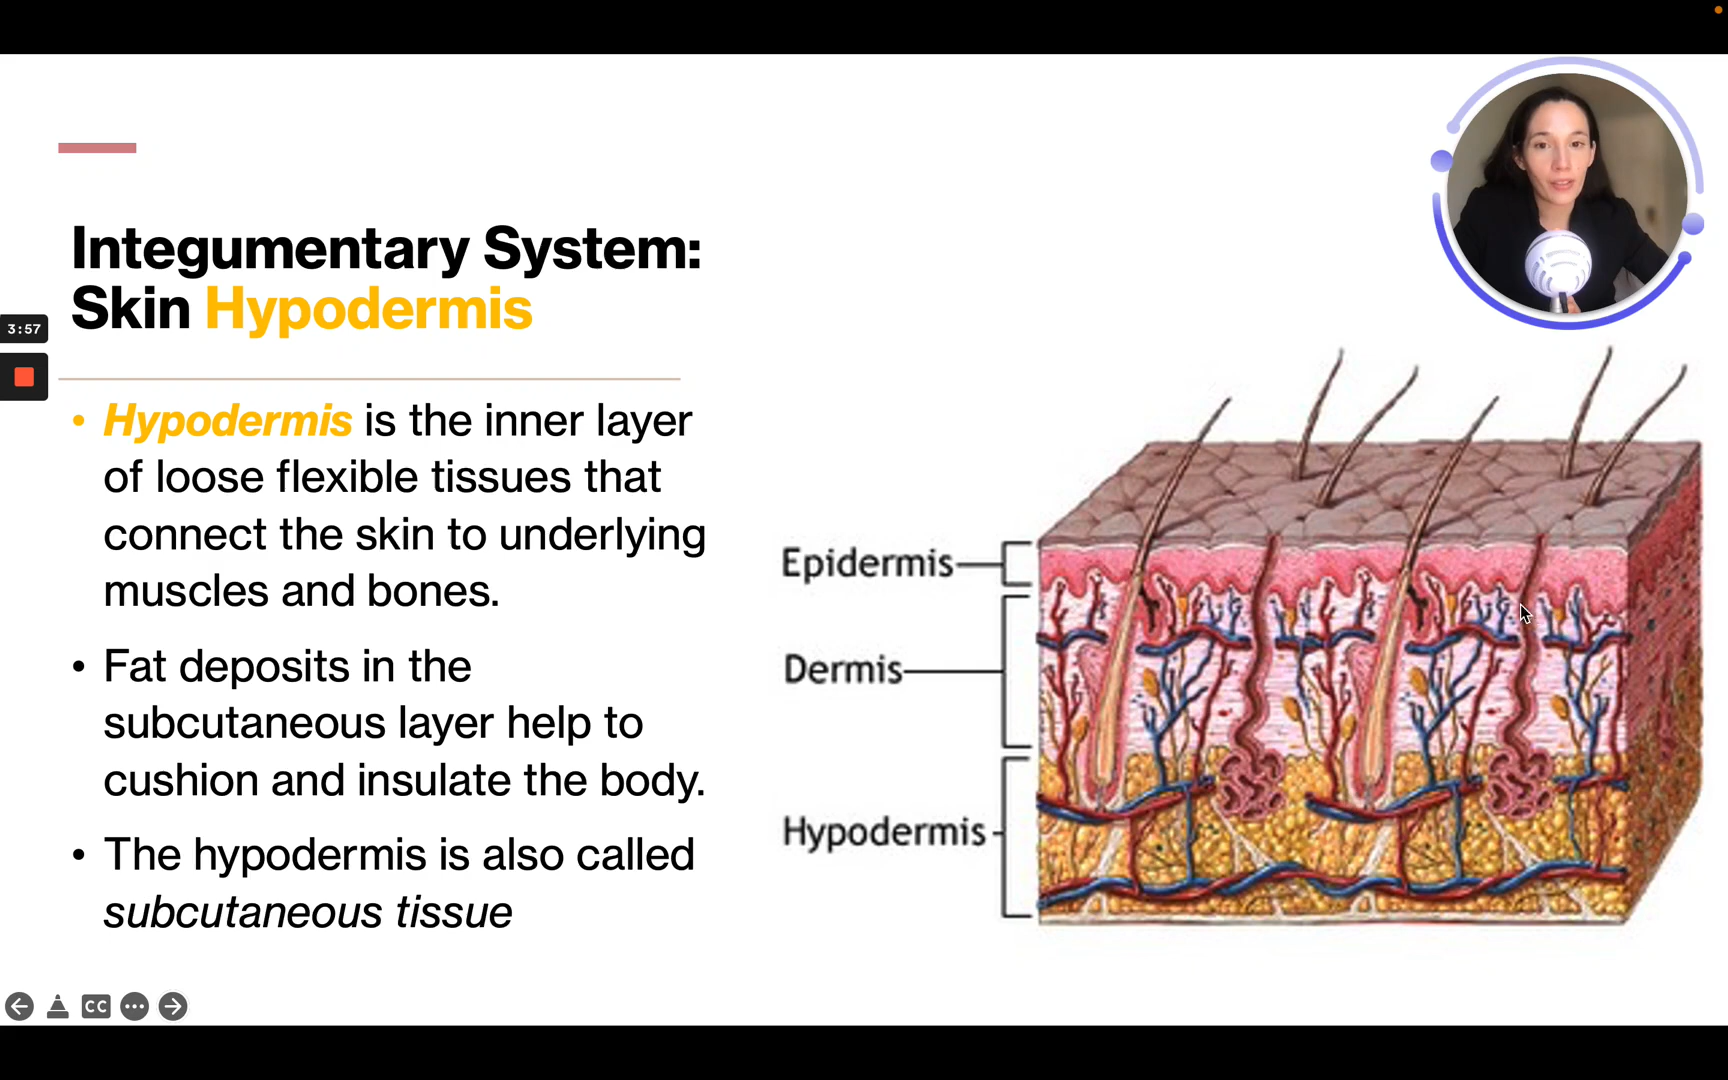 Integumentary System:
Skin Hypodermis
3:57
• Hypodermis is the inner layer
of loose flexible tissues that
connect the skin to underlying
muscles and bones.
• Fat deposits in the
subcutaneous layer help to
cushion and insulate the body.
• The hypodermis is also called
subcutaneous tissue
Epidermis
Dermis
Hypodermis
CC